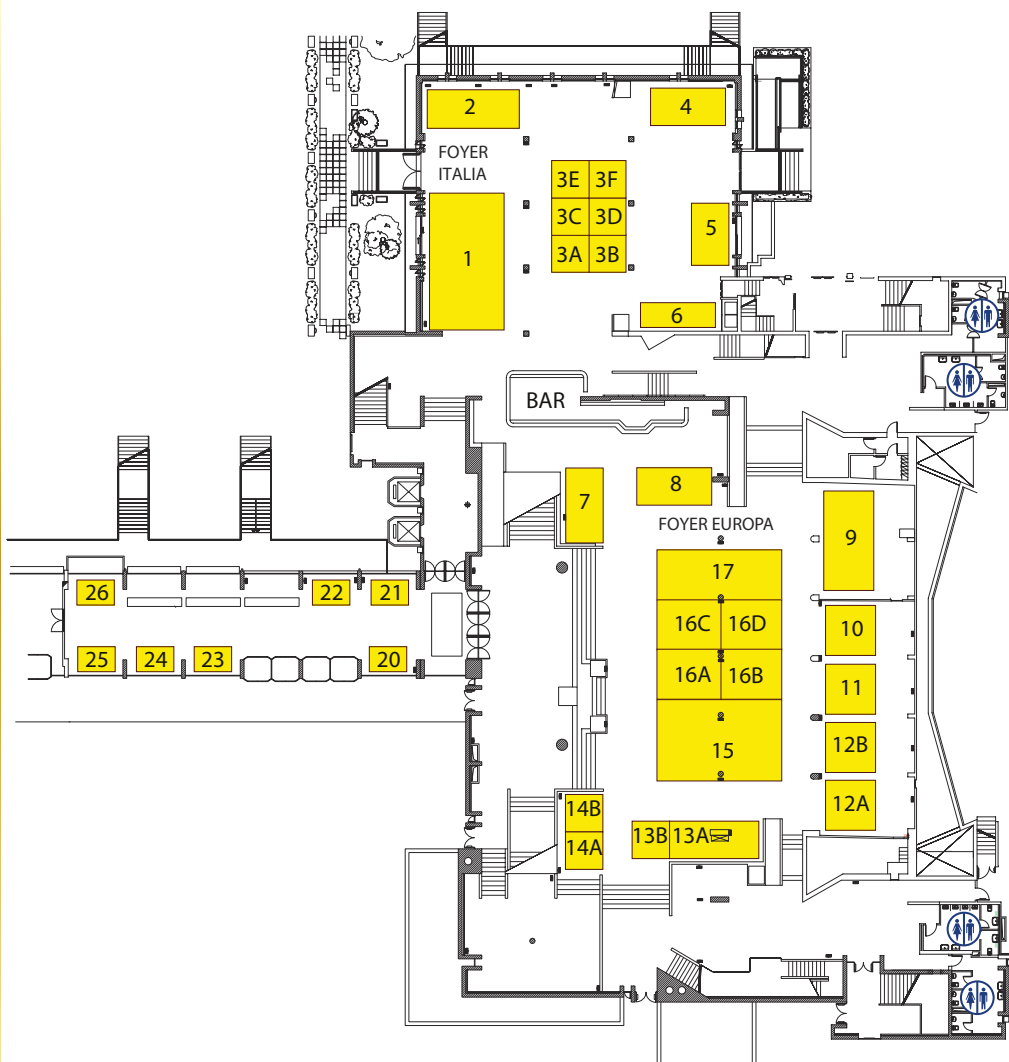 2
4
FOYER
ITALIA
3E 3F
3C 3D
3A 3B
1
5
6
BAR
7
8
FOYER EUROPA
9
17
16C 16D
16A 16B
15
10
11
12B
12A
26
22
21
25
24
23
20
14B
14A
13B 13A